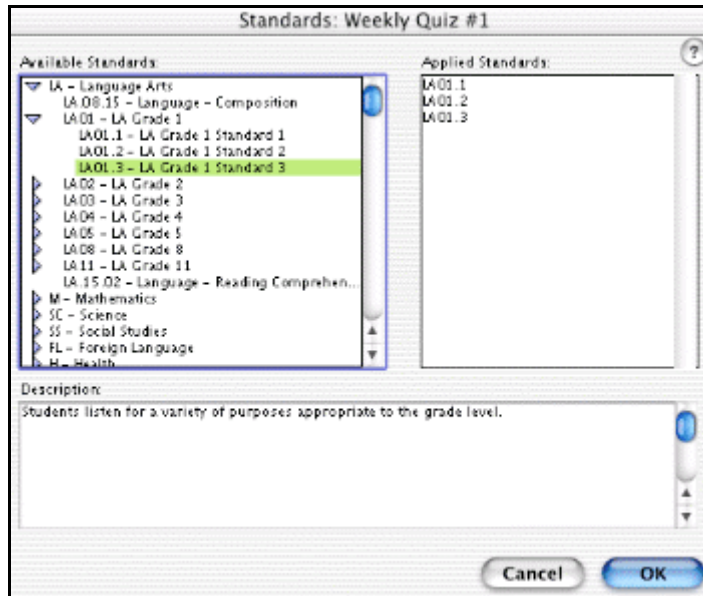 Standards: Weekly Quiz #1
?
Available Standards:
LA - Language Arts
LA.08.15 - Language - Composition
LA01 - LA Grade 1
LA01.1 - LA Grade 1 Standard 1
LA01.2 - LA Grade 1 Standard 2
LA01.3 - LA Grade 1 Standard 3
LA02 - LA Grade 2
LA03 - LA Grade 3
LA04 - LA Grade 4
LA05 - LA Grade 5
LA08 - LA Grade 8
LA11 - LA Grade 11
LA.15.02 - Language - Reading Comprehen...
M - Mathematics
SC - Science
SS - Social Studies
FL - Foreign Language
H - Health
Applied Standards:
LA01.1
LA01.2
LA01.3
Description:
Students listen for a variety of purposes appropriate to the grade level.
Cancel
OK